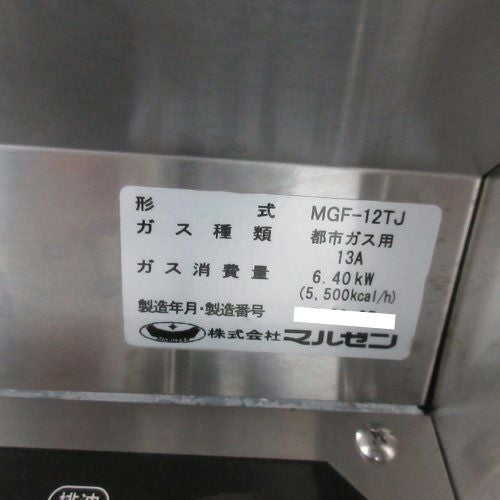 形式 MGF-12TJ
ガス種類 都市ガス用
13A
ガス消費量 6.40kW
(5,500kcal/h)
製造年月・製造番号
株式会社マルゼン
排油